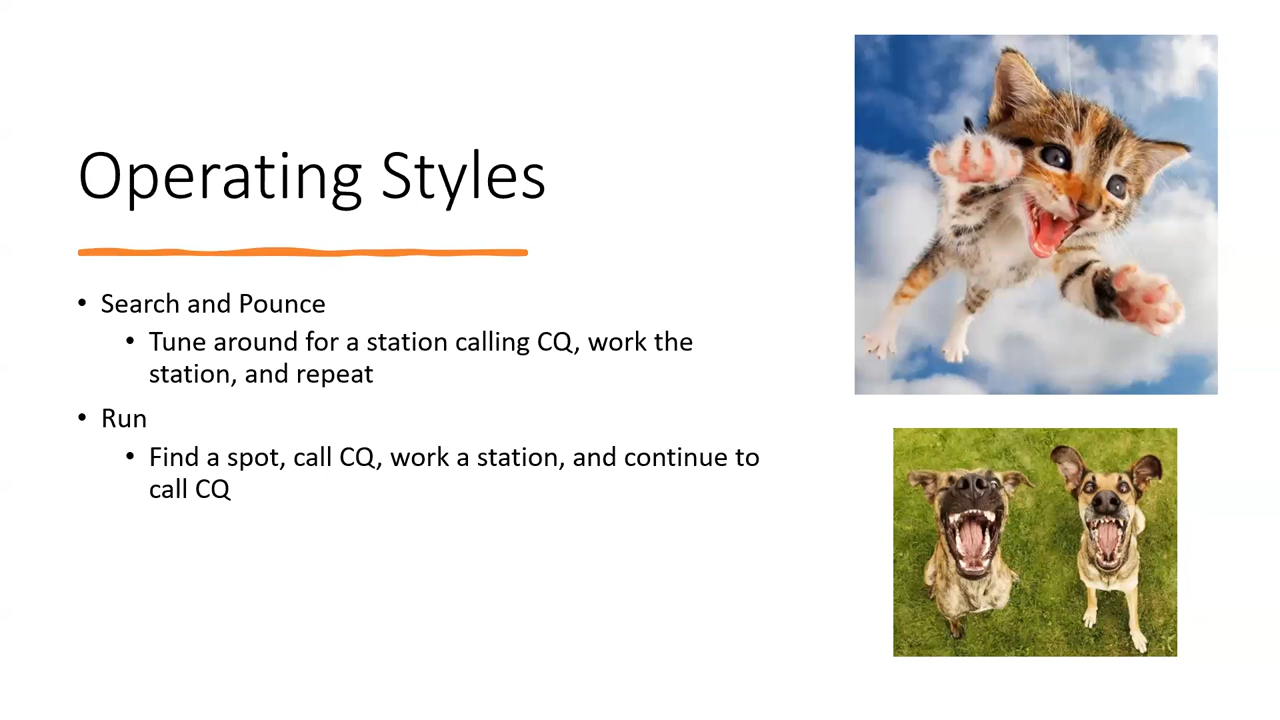 Operating Styles
• Search and Pounce
• Tune around for a station calling CQ, work the
station, and repeat
• Run
• Find a spot, call CQ, work a station, and continue to
call CQ